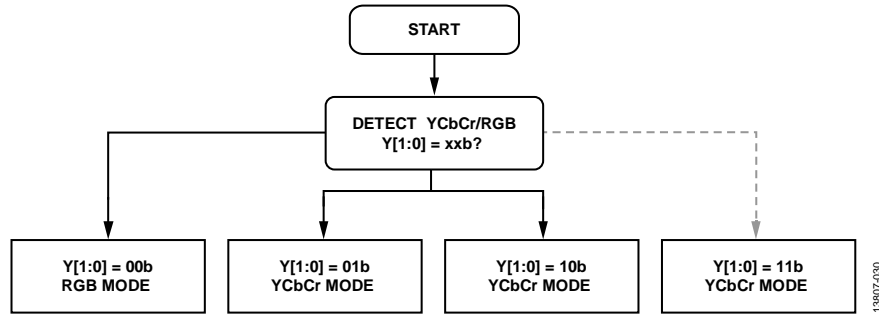 START
DETECT YCbCr/RGB
Y[1:0] = xxb?
Y[1:0] = 00b
RGB MODE
Y[1:0] = 01b
YCbCr MODE
Y[1:0] = 10b
YCbCr MODE
Y[1:0] = 11b
YCbCr MODE
13807-030